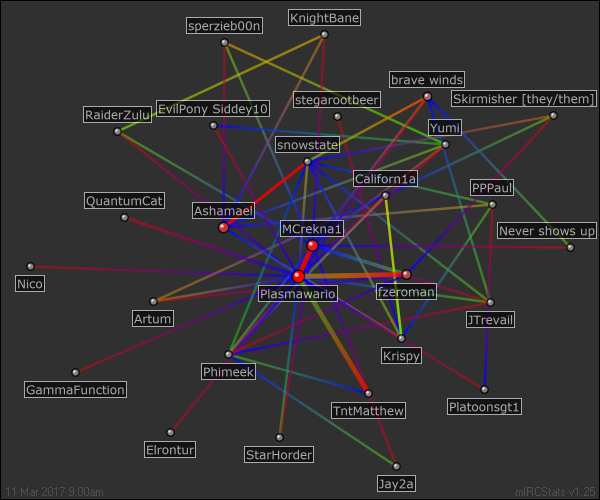 KnightBane
sperzieb00n
brave winds
Skirmisher [they/them]
stegarootbeer
EvilPony_Siddey10
RaiderZulu
Yumi
snowstate
Californ1a
PPPaul
QuantumCat
Ashamael
MCrekna1
Never shows up
Nico
Plasmawario
fzeroman
Artum
JTrevail
Krispy
Phimeek
GammaFunction
TntMatthew
Platoonsgt1
Elrontur
StarHorder
Jay2a
11 Mar 2017 9:00am
mIRCStats v1.25